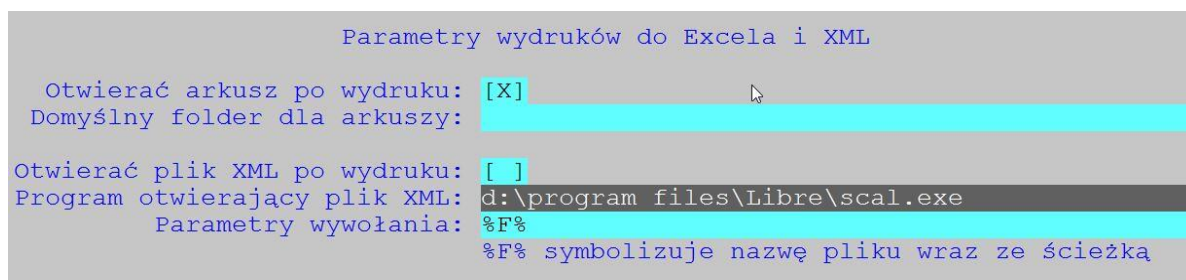 Parametry wydruków do Excela i XML
Otwierać arkusz po wydruku: [X]
Domyślny folder dla arkuszy:
Otwierać plik XML po wydruku: [ ]
Program otwierający plik XML: d:\program files\Libre\scal.exe
Parametry wywołania: %F%
%F% symbolizuje nazwę pliku wraz ze ścieżką